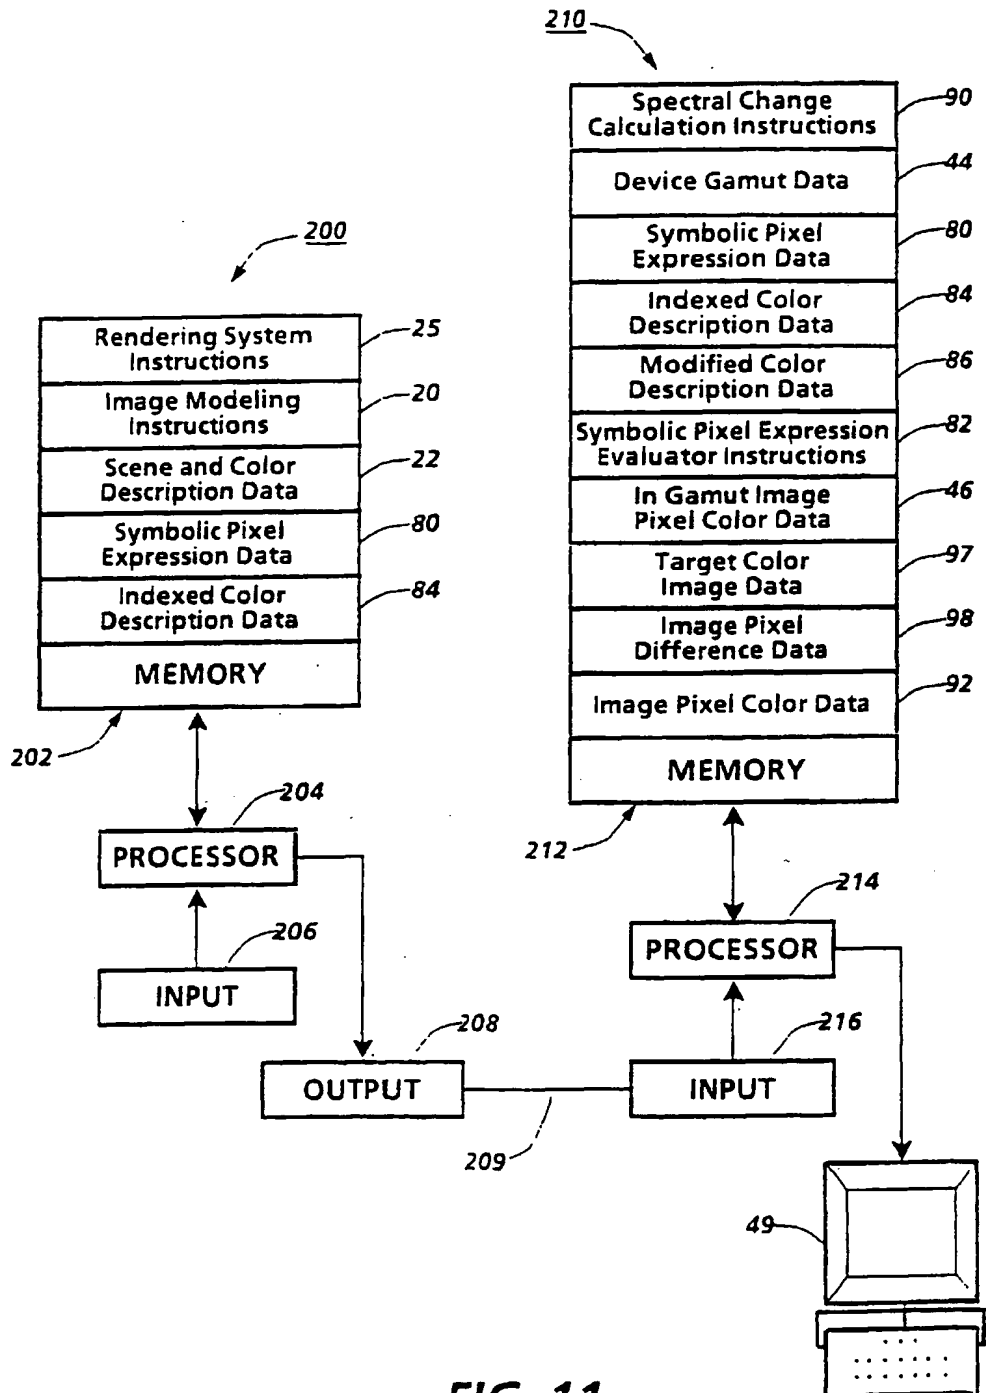 210
Spectral Change
Calculation Instructions
90
Device Gamut Data
44
Symbolic Pixel
Expression Data
80
Indexed Color
Description Data
84
Modified Color
Description Data
86
Symbolic Pixel Expression
Evaluator Instructions
82
In Gamut Image
Pixel Color Data
46
Target Color
Image Data
97
Image Pixel
Difference Data
98
Image Pixel Color Data
92
MEMORY
212
200
Rendering System
Instructions
25
Image Modeling
Instructions
20
Scene and Color
Description Data
22
Symbolic Pixel
Expression Data
80
Indexed Color
Description Data
84
MEMORY
202
204
PROCESSOR
206
INPUT
208
OUTPUT
209
214
PROCESSOR
216
INPUT
49
FIG. 11